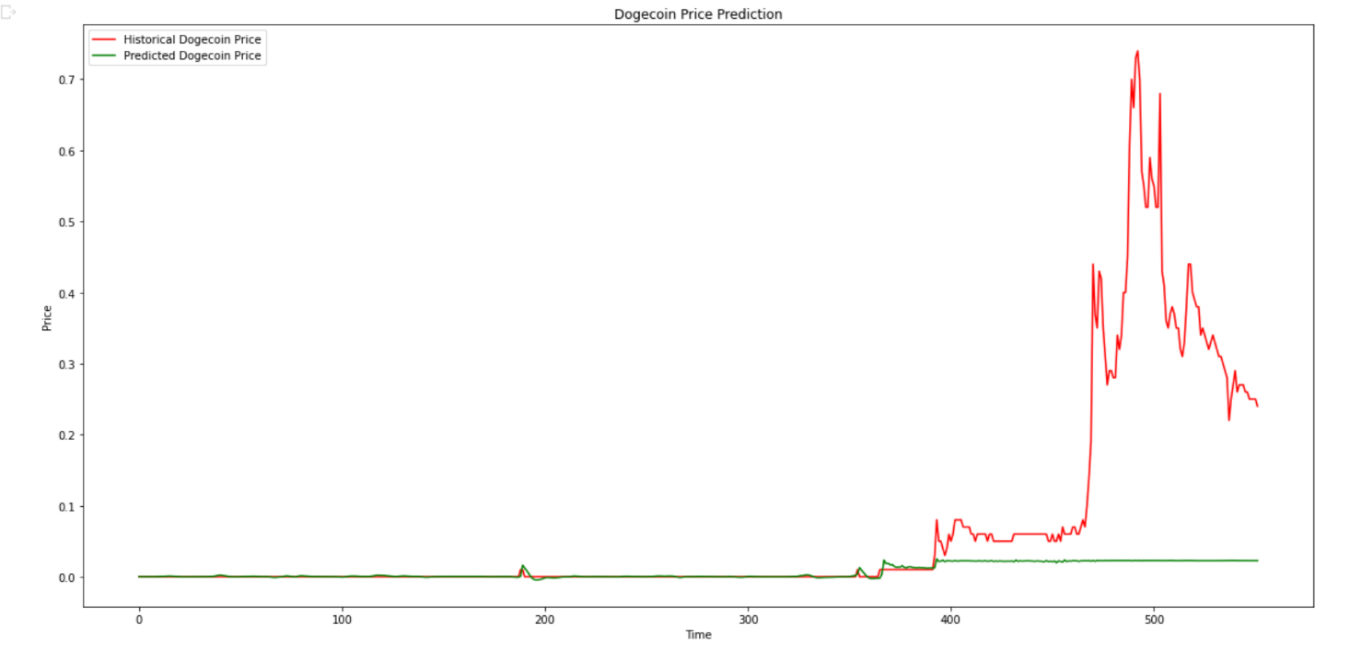 Dogecoin Price Prediction
Historical Dogecoin Price
Predicted Dogecoin Price
0.7
0.6
0.5
0.4
0.3
0.2
0.1
0.0
Price
0 100 200 300 400 500
Time